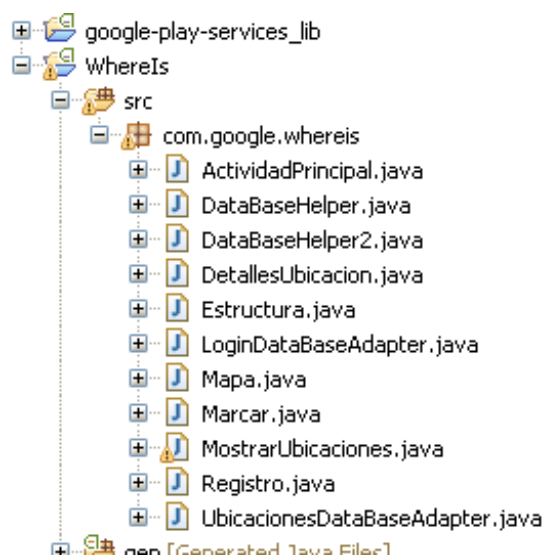 google-play-services_lib
WhereIs
src
com.google.whereis
ActividadPrincipal.java
DataBaseHelper.java
DataBaseHelper2.java
DetallesUbicacion.java
Estructura.java
LoginDataBaseAdapter.java
Mapa.java
Marcar.java
MostrarUbicaciones.java
Registro.java
UbicacionesDataBaseAdapter.java
gen [Generated Java Files]